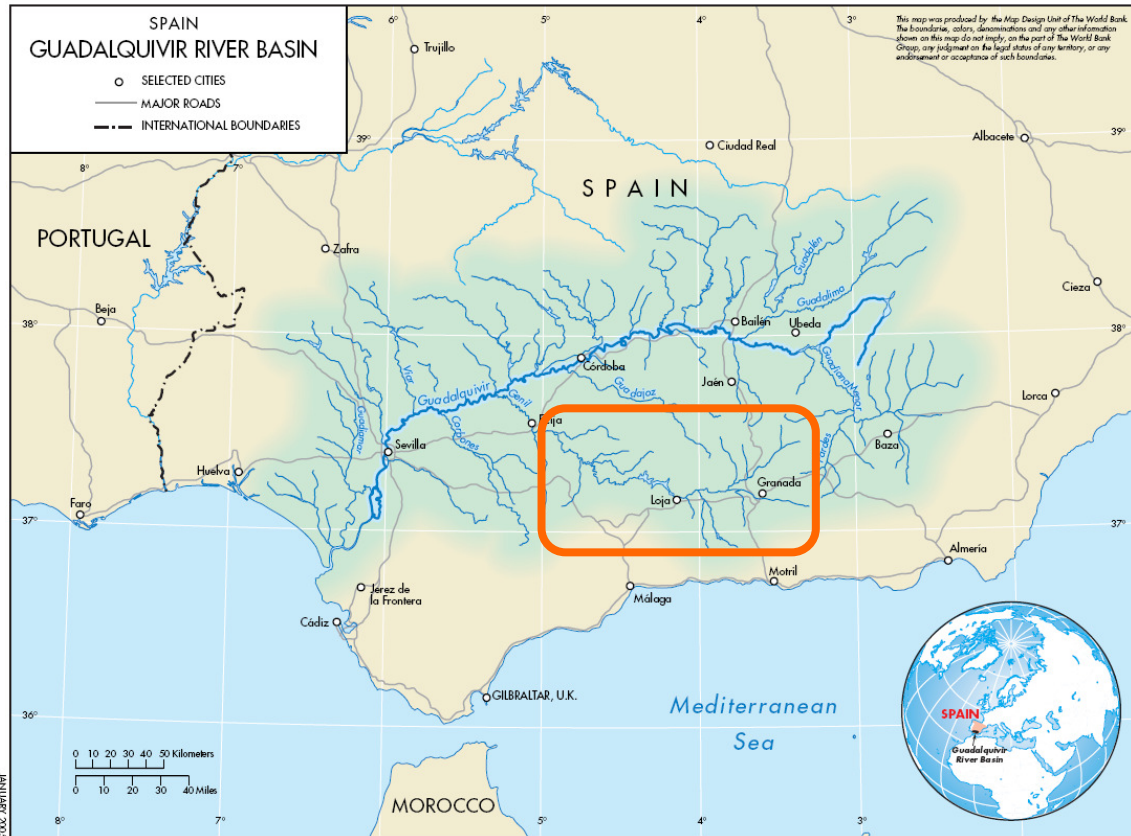 SPAIN
GUADALQUIVIR RIVER BASIN
SELECTED CITIES
MAJOR ROADS
INTERNATIONAL BOUNDARIES
This map was produced by the Map Design Unit of The World Bank.
The boundaries, colors, denominations and any other information
shown on this map do not imply, on the part of The World Bank
Group, any judgment on the legal status of any territory, or any
endorsement or acceptance of such boundaries.
6°
5°
4°
3°
Trujillo
39°
Ciudad Real
Albacete
39°
8°
7°
SPAIN
PORTUGAL
Zafra
Guadalén
Cieza
Guadalimo
Beja
38°
Bailén
Ubeda
38°
Córdoba
Viar
Guadalquivir
Genil
Guadajoz
Jaén
Guadiana Menor
Lorca
Guadiamar
Corbones
Sevilla
Baza
Huelva
Granada
Loja
Faro
37°
37°
Almería
Motril
Jerez de
la Frontera
Málaga
Cádiz
GILBRALTAR, U.K.
Mediterranean
Sea
SPAIN
Guadalquivir
River Basin
36°
36°
0 10 20 30 40 50 Kilometers
0 10 20 30 40 Miles
MOROCCO
8°
7°
6°
5°
4°
3°